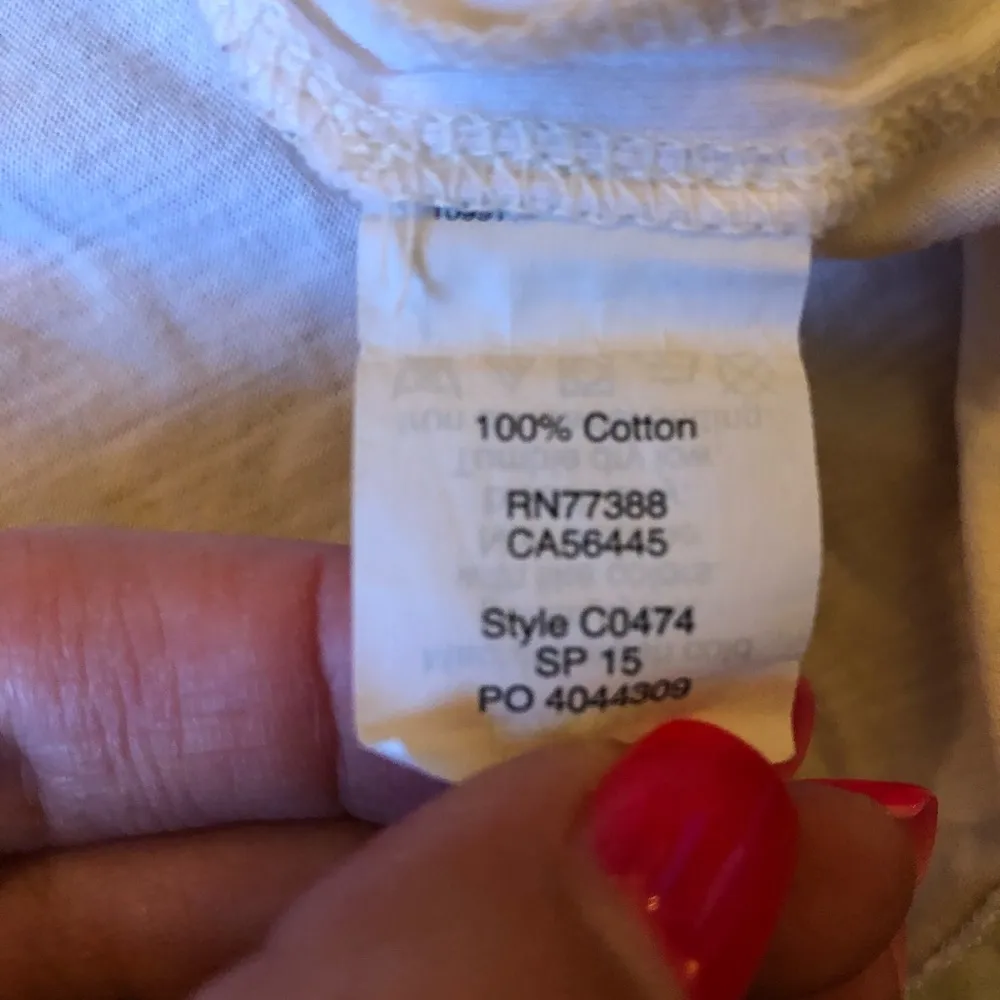 100% Cotton
RN77388
CA56445
Style C0474
SP 15
PO 4044309